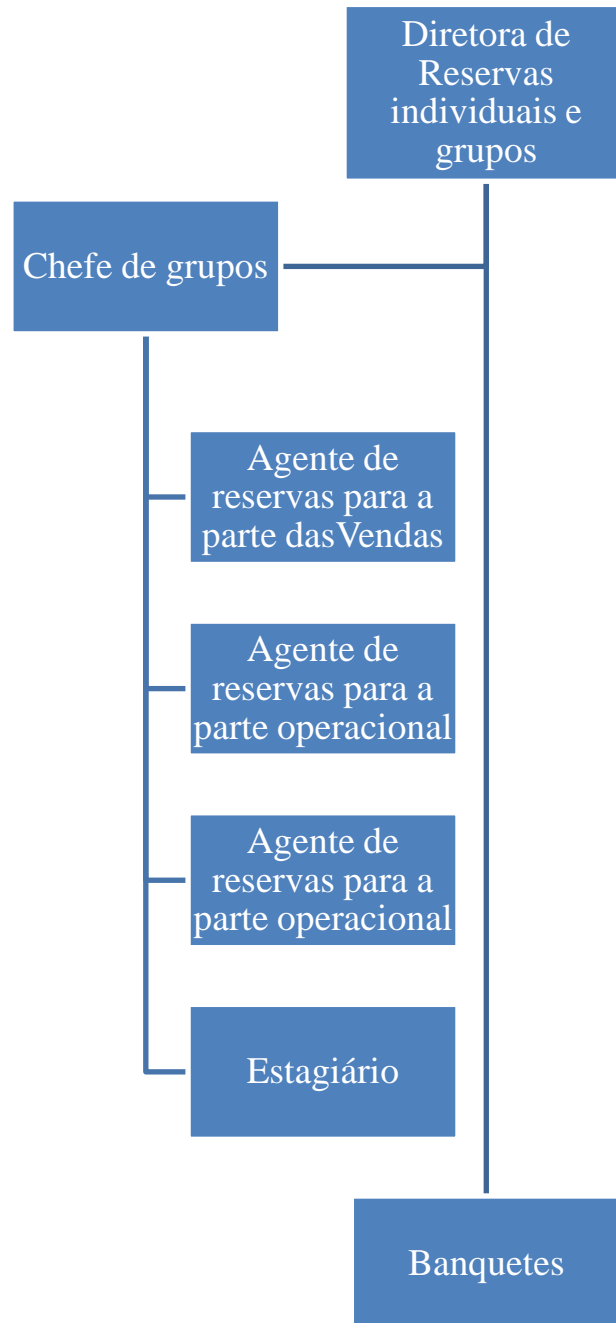 Diretora de
Reservas
individuais e
grupos
Chefe de grupos
Agente de
reservas para a
parte dasVendas
Agente de
reservas para a
parte operacional
Agente de
reservas para a
parte operacional
Estagiário
Banquetes